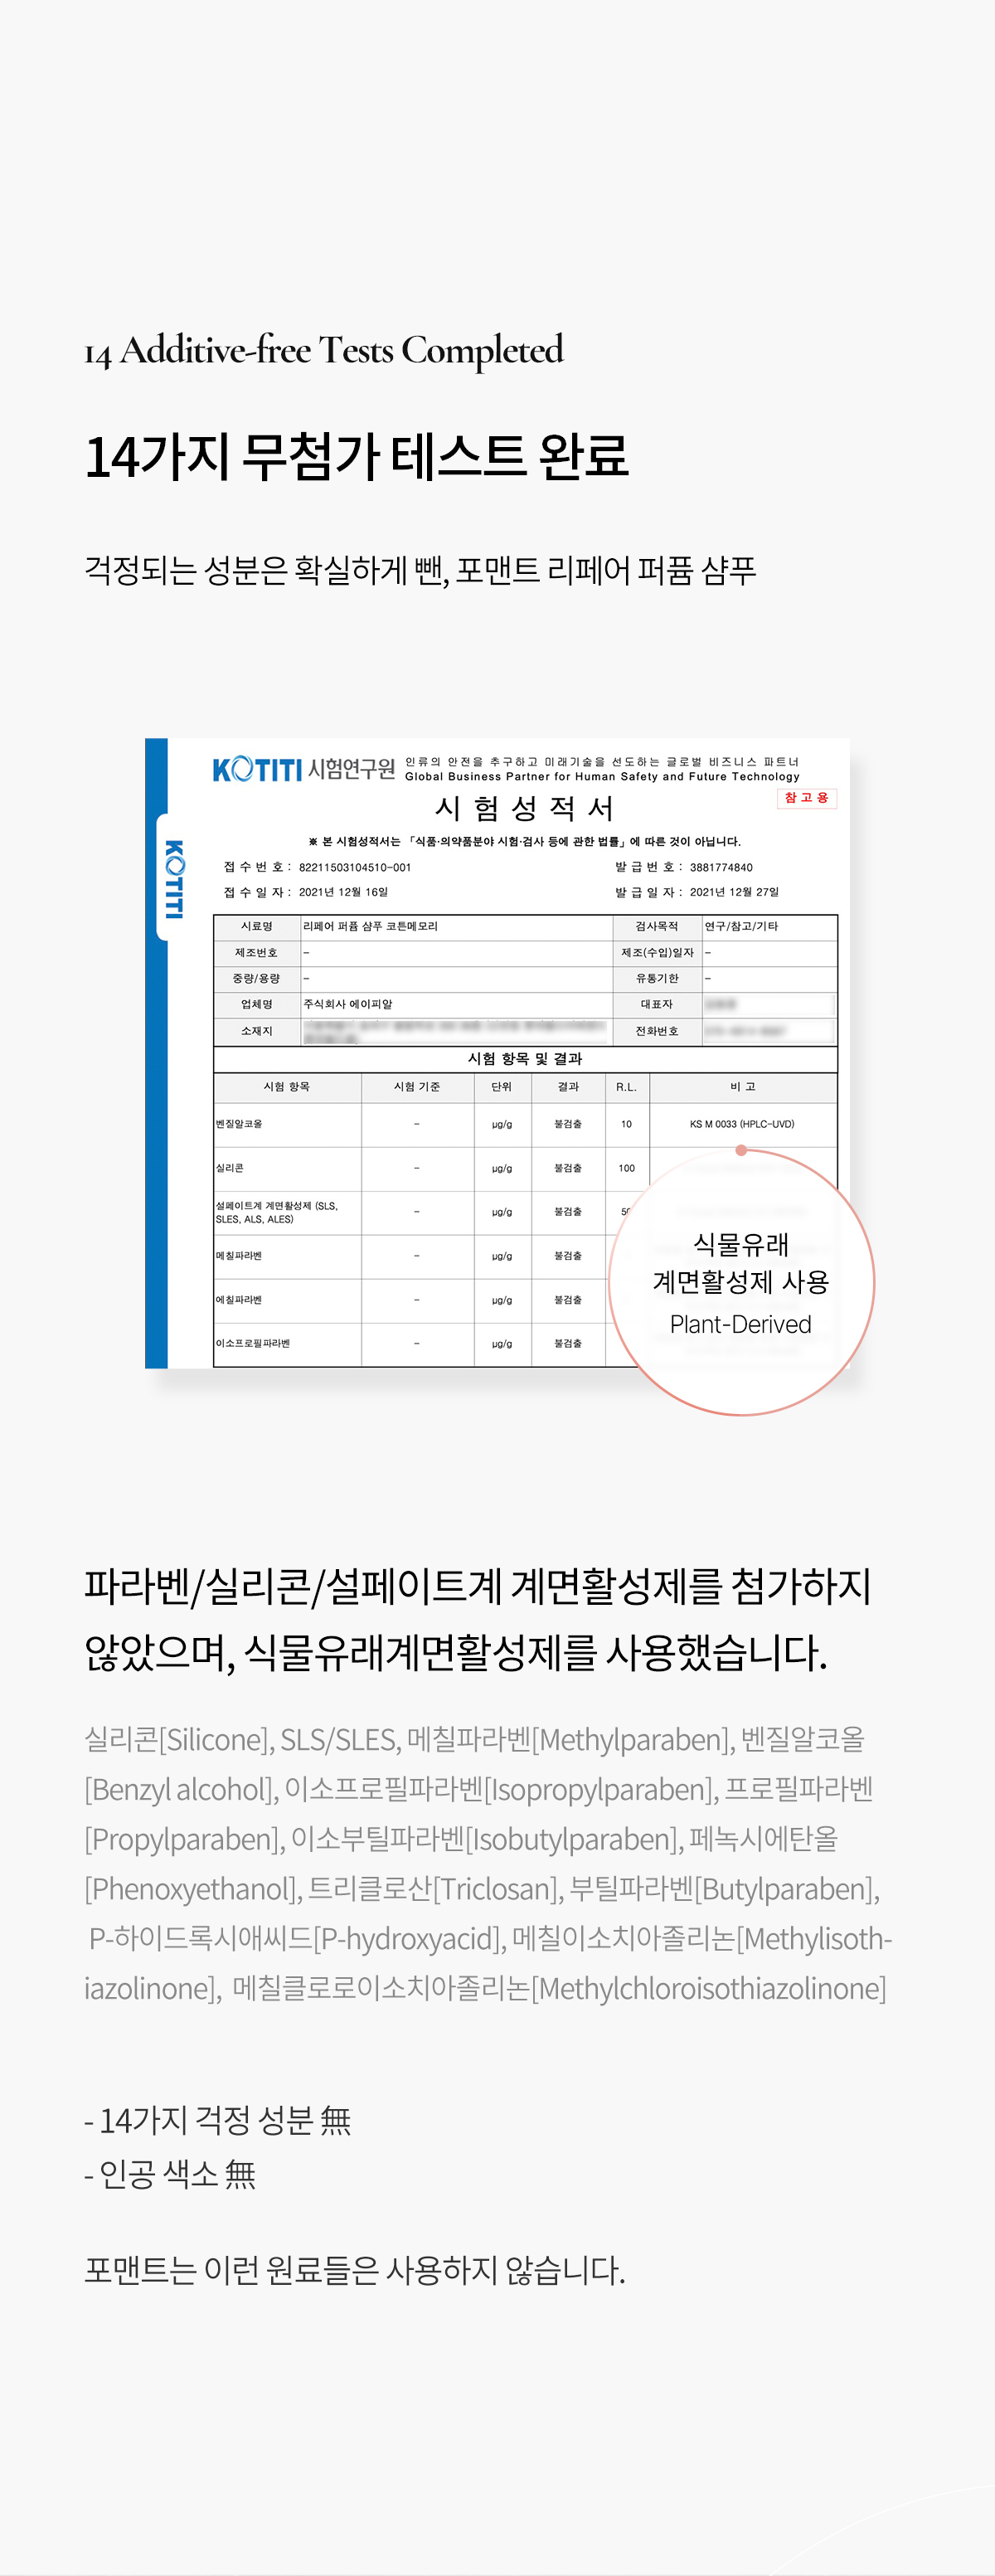 14 Additive-free Tests Completed
14가지 무첨가 테스트 완료
걱정되는 성분은 확실하게 뺀, 포맨트 리페어 퍼퓸 샴푸
KOTITI 시험연구원
인류의 안전을 추구하고 미래기술을 선도하는 글로벌 비즈니스 파트너
Global Business Partner for Human Safety and Future Technology
시 험 성 적 서
참 고 용
※ 본 시험성적서는 「식품·의약품분야 시험·검사 등에 관한 법률」에 따른 것이 아닙니다.
접 수 번 호 : 82211503104510-001 발 급 번 호 : 3881774840
접 수 일 자 : 2021년 12월 16일 발 급 일 자 : 2021년 12월 27일
KOTITI
시료명 리페어 퍼퓸 샴푸 코튼메모리 검사목적 연구/참고/기타
제조번호 – 제조(수입)일자 –
중량/용량 – 유통기한 –
업체명 주식회사 에이피알 대표자
소재지 전화번호
시험 항목 및 결과
시험 항목 시험 기준 단위 결과 R.L. 비 고
벤질알코올 – μg/g 불검출 10 KS M 0033 (HPLC-UVD)
실리콘 – μg/g 불검출 100
설페이트계 계면활성제 (SLS,
SLES, ALS, ALES) – μg/g 불검출
메칠파라벤 – μg/g 불검출
에칠파라벤 – μg/g 불검출
이소프로필파라벤 – μg/g 불검출
식물유래
계면활성제 사용
Plant-Derived
파라벤/실리콘/설페이트계 계면활성제를 첨가하지
않았으며, 식물유래계면활성제를 사용했습니다.
실리콘[Silicone], SLS/SLES, 메칠파라벤[Methylparaben], 벤질알코올
[Benzyl alcohol], 이소프로필파라벤[Isopropylparaben], 프로필파라벤
[Propylparaben], 이소부틸파라벤[Isobutylparaben], 페녹시에탄올
[Phenoxyethanol], 트리클로산[Triclosan], 부틸파라벤[Butylparaben],
P-하이드록시애씨드[P-hydroxyacid], 메칠이소치아졸리논[Methylisoth-
iazolinone], 메칠클로로이소치아졸리논[Methylchloroisothiazolinone]
- 14가지 걱정 성분 無
- 인공 색소 無
포맨트는 이런 원료들은 사용하지 않습니다.